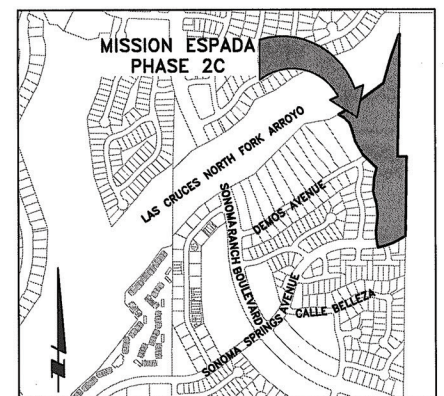 MISSION ESPADA
PHASE 2C
LAS CRUCES NORTH FORK ARROYO
SONOMA RANCH BOULEVARD
DEMOS AVENUE
SONOMA SPRINGS AVENUE
CALLE BELLEZA